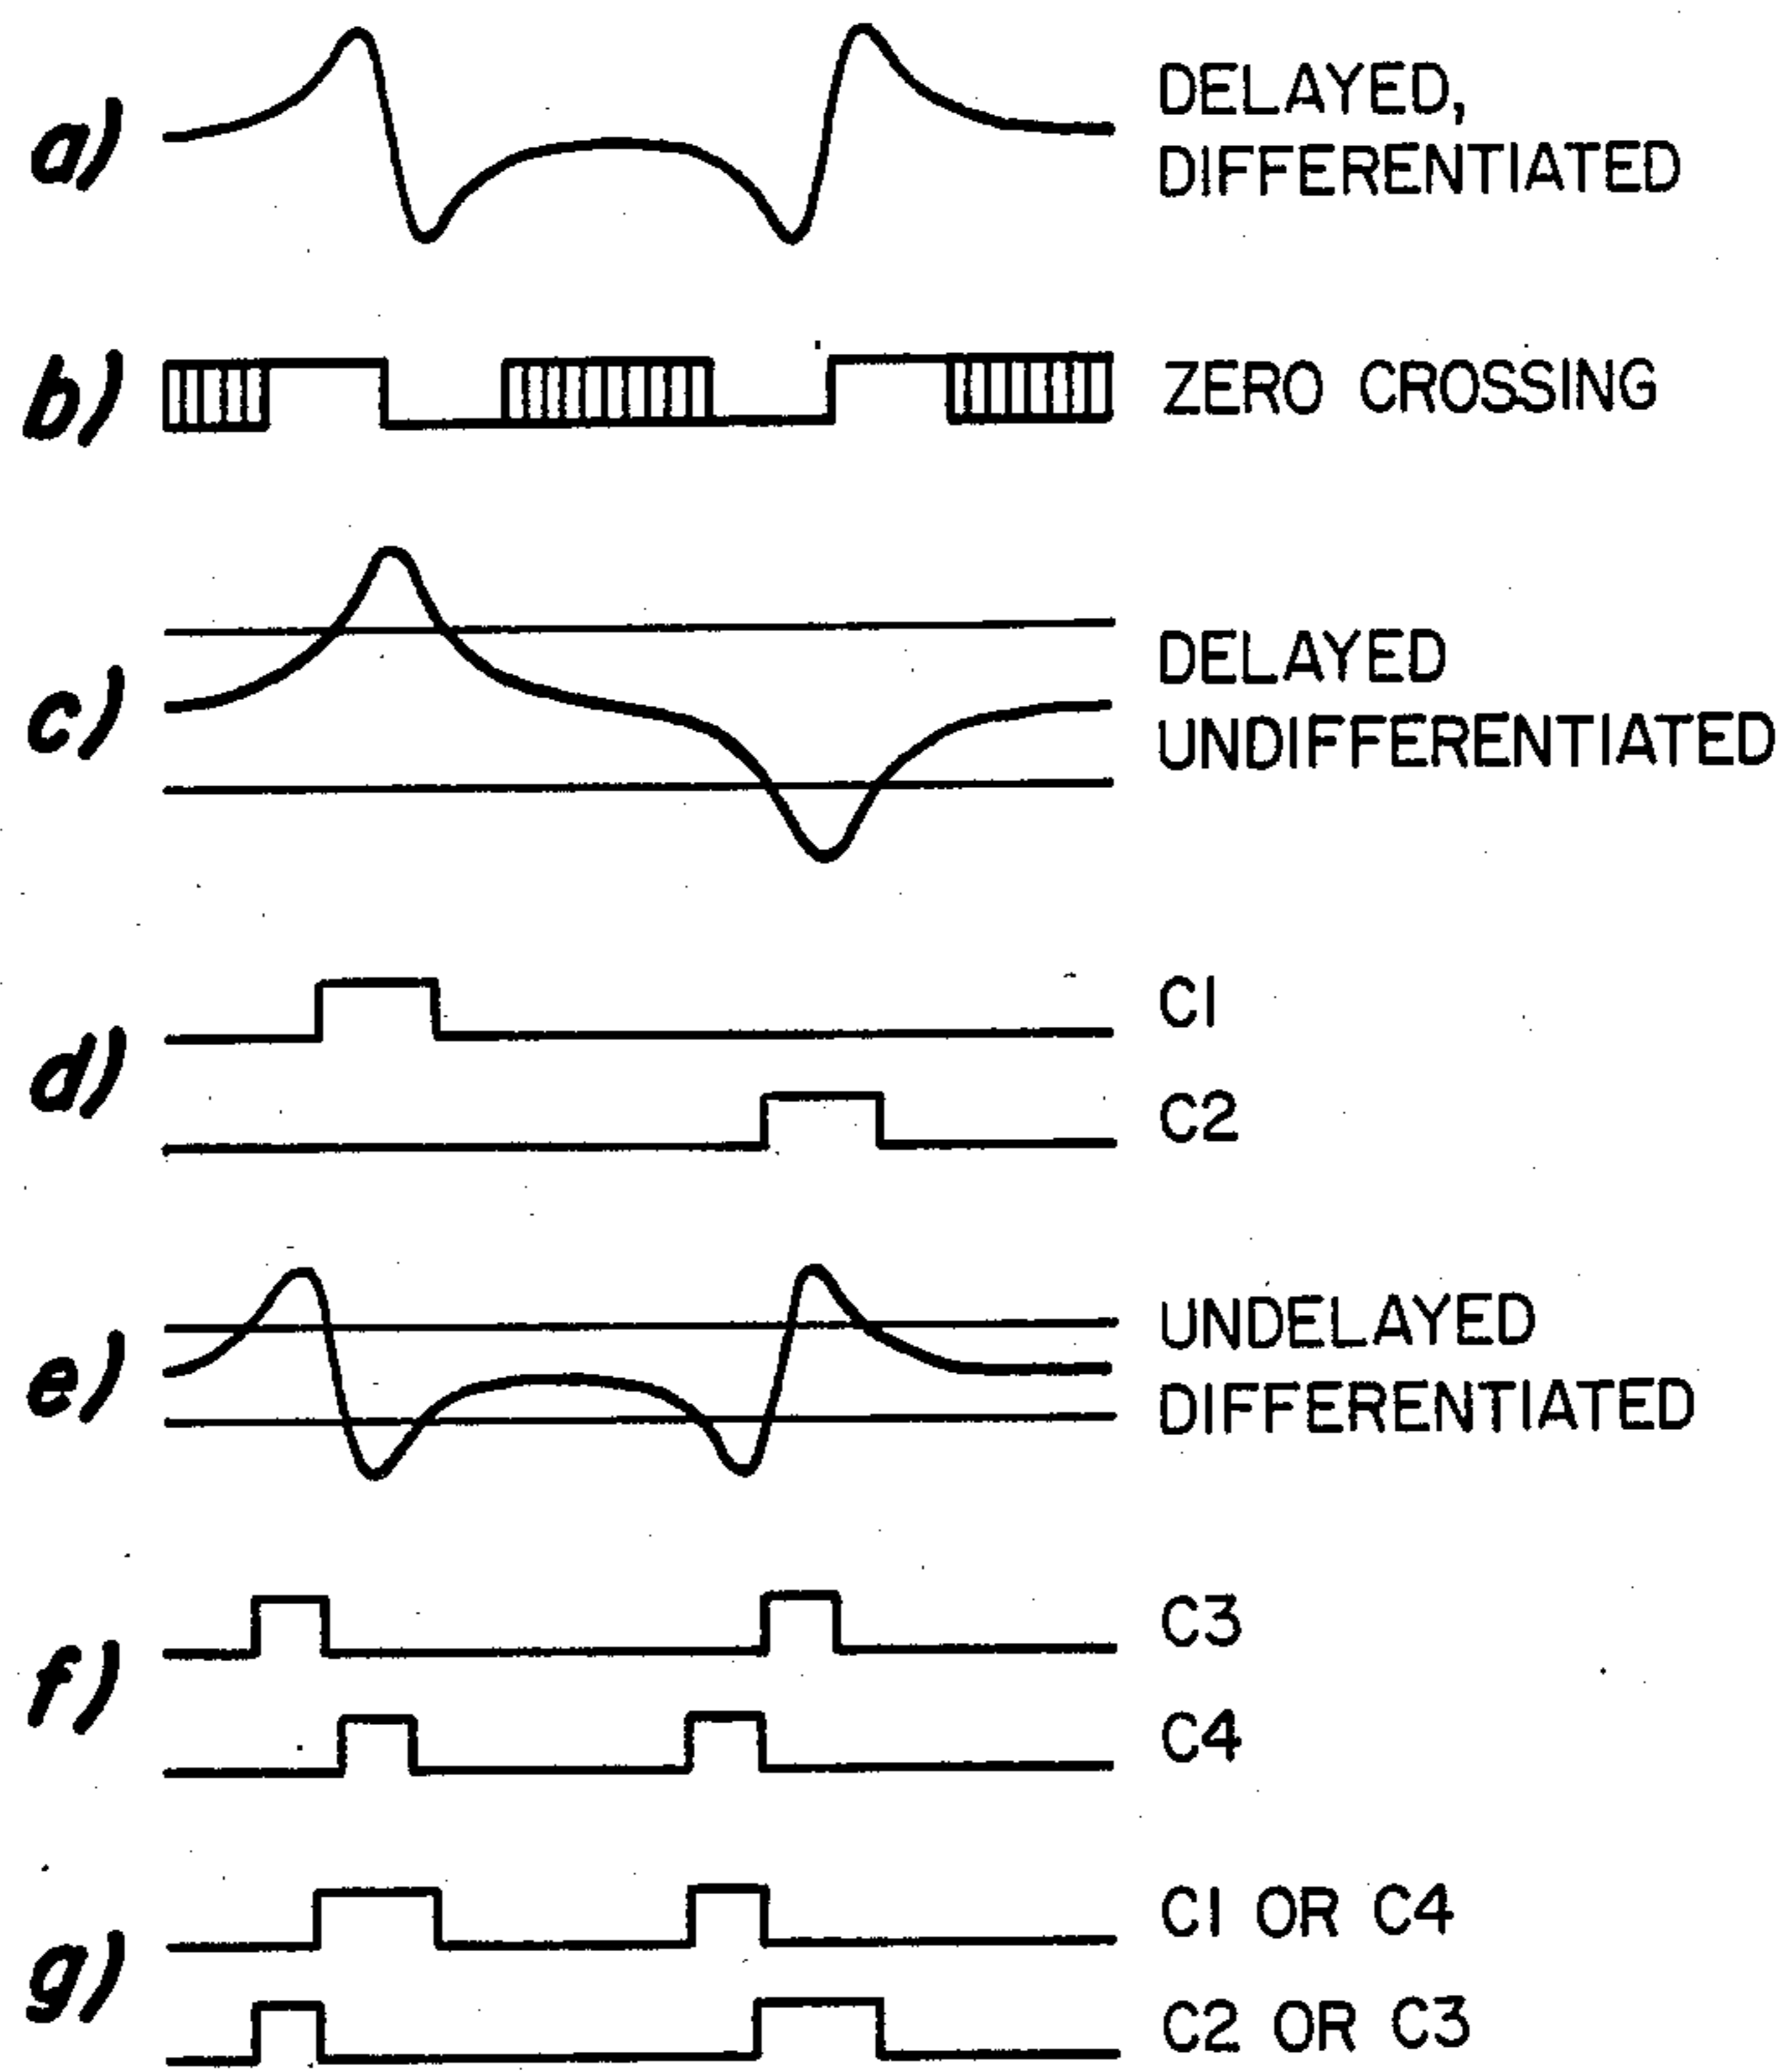 a)
DELAYED,
DIFFERENTIATED
b)
ZERO CROSSING
c)
DELAYED
UNDIFFERENTIATED
d)
C1
C2
e)
UNDELAYED
DIFFERENTIATED
f)
C3
C4
g)
C1 OR C4
C2 OR C3